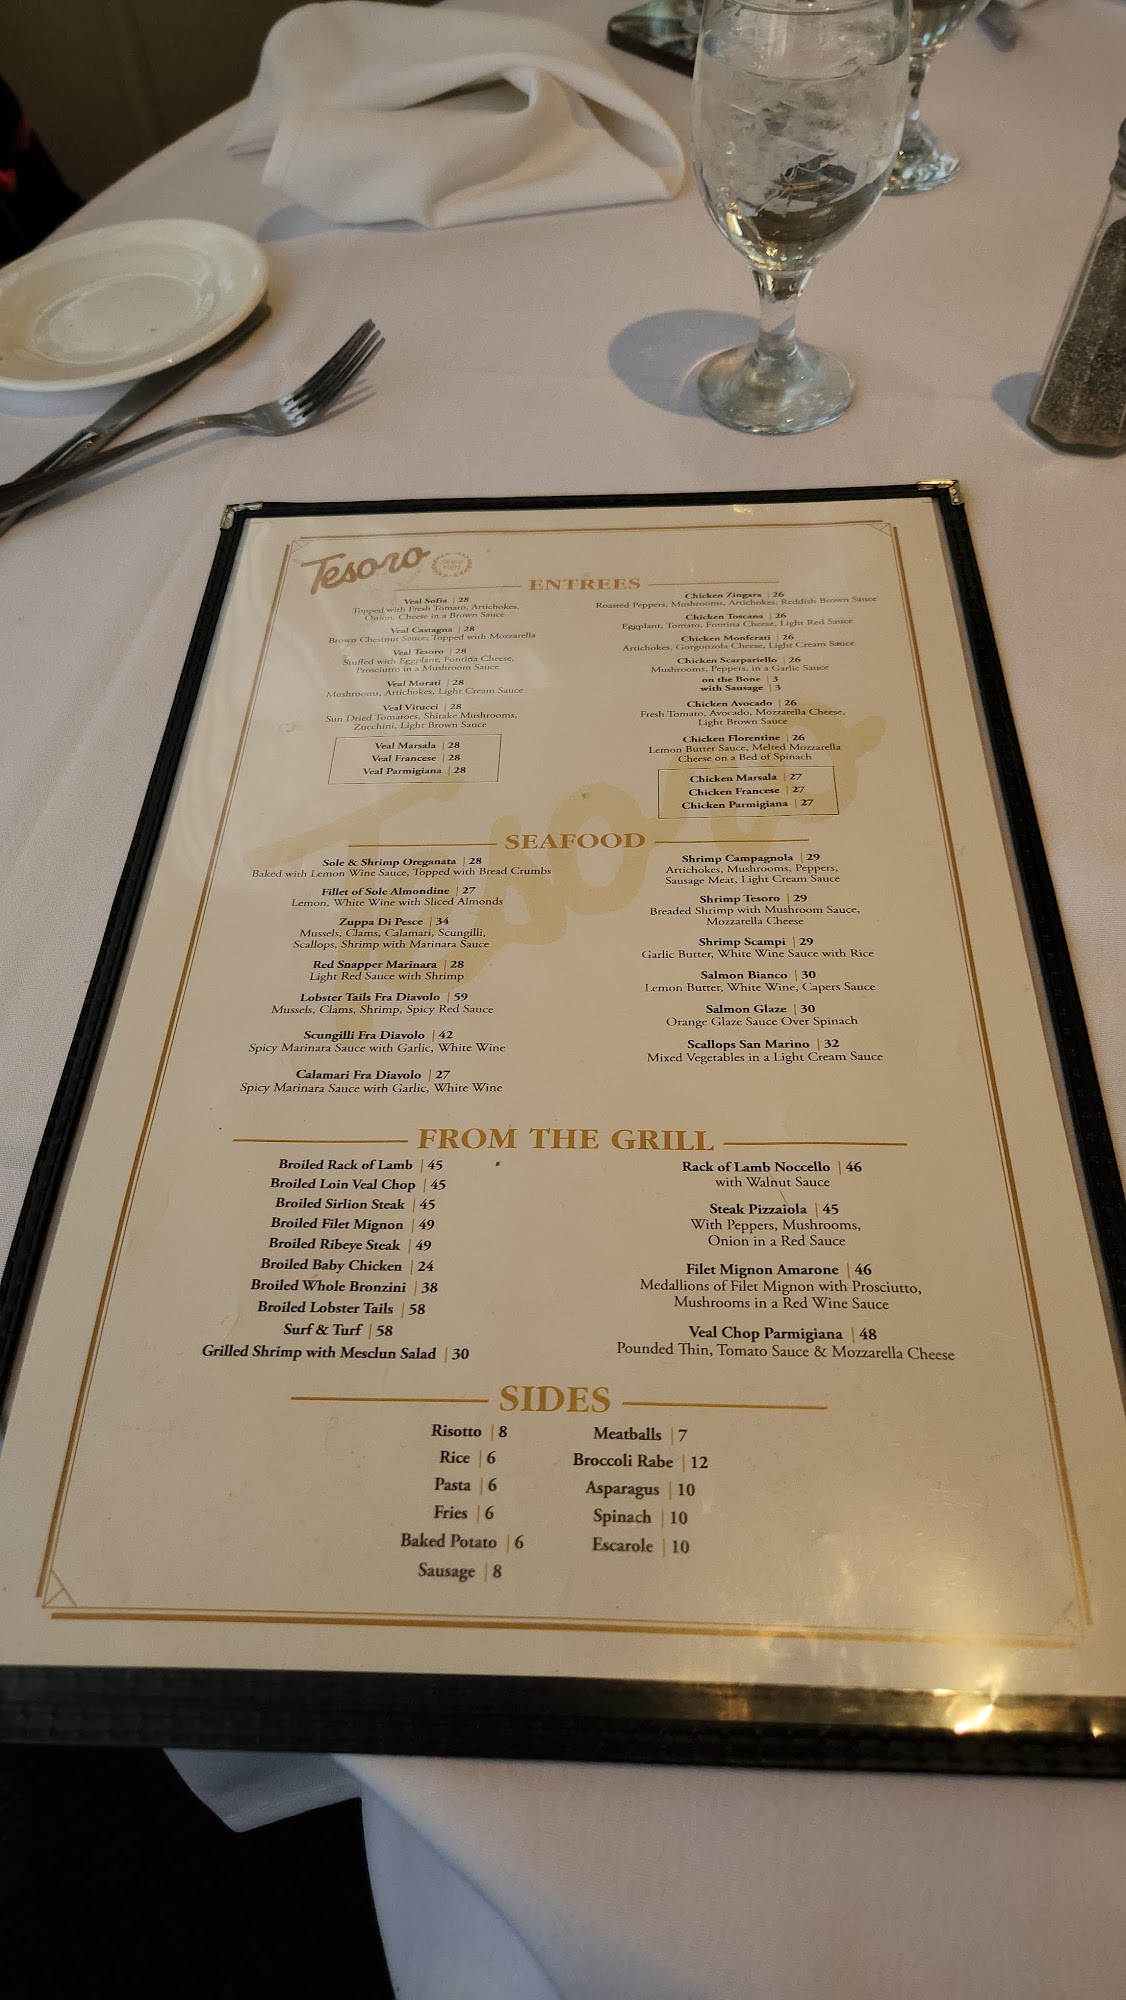 Tesoro
ENTREES
Veal Sofia | 28
Topped with Fresh Tomato, Artichokes,
Onion, Cheese in a Brown Sauce
Veal Castagna | 28
Brown Chestnut Sauce, Topped with Mozzarella
Veal Tesoro | 28
Stuffed with Eggplant, Fontina Cheese,
Prosciutto in a Mushroom Sauce
Veal Murati | 28
Mushrooms, Artichokes, Light Cream Sauce
Veal Vitucci | 28
Sun Dried Tomatoes, Shitake Mushrooms,
Zucchini, Light Brown Sauce
Veal Marsala | 28
Veal Francese | 28
Veal Parmigiana | 28
Chicken Zingara | 26
Roasted Peppers, Mushrooms, Artichokes, Reddish Brown Sauce
Chicken Toscana | 26
Eggplant, Tomato, Fontina Cheese, Light Red Sauce
Chicken Monferati | 26
Artichokes, Gorgonzola Cheese, Light Cream Sauce
Chicken Scarpariello | 26
Mushrooms, Peppers, in a Garlic Sauce
on the Bone | 3
with Sausage | 3
Chicken Avocado | 26
Fresh Tomato, Avocado, Mozzarella Cheese,
Light Brown Sauce
Chicken Florentine | 26
Lemon Butter Sauce, Melted Mozzarella
Cheese on a Bed of Spinach
Chicken Marsala | 27
Chicken Francese | 27
Chicken Parmigiana | 27
SEAFOOD
Sole & Shrimp Oreganata | 28
Baked with Lemon Wine Sauce, Topped with Bread Crumbs
Fillet of Sole Almondine | 27
Lemon, White Wine with Sliced Almonds
Zuppa Di Pesce | 34
Mussels, Clams, Calamari, Scungilli,
Scallops, Shrimp with Marinara Sauce
Red Snapper Marinara | 28
Light Red Sauce with Shrimp
Lobster Tails Fra Diavolo | 59
Mussels, Clams, Shrimp, Spicy Red Sauce
Scungilli Fra Diavolo | 42
Spicy Marinara Sauce with Garlic, White Wine
Calamari Fra Diavolo | 27
Spicy Marinara Sauce with Garlic, White Wine
Shrimp Campagnola | 29
Artichokes, Mushrooms, Peppers,
Sausage Meat, Light Cream Sauce
Shrimp Tesoro | 29
Breaded Shrimp with Mushroom Sauce,
Mozzarella Cheese
Shrimp Scampi | 29
Garlic Butter, White Wine Sauce with Rice
Salmon Bianco | 30
Lemon Butter, White Wine, Capers Sauce
Salmon Glaze | 30
Orange Glaze Sauce Over Spinach
Scallops San Marino | 32
Mixed Vegetables in a Light Cream Sauce
FROM THE GRILL
Broiled Rack of Lamb | 45
Broiled Loin Veal Chop | 45
Broiled Sirlion Steak | 45
Broiled Filet Mignon | 49
Broiled Ribeye Steak | 49
Broiled Baby Chicken | 24
Broiled Whole Bronzini | 38
Broiled Lobster Tails | 58
Surf & Turf | 58
Grilled Shrimp with Mesclun Salad | 30
Rack of Lamb Noccello | 46
with Walnut Sauce
Steak Pizzaiola | 45
With Peppers, Mushrooms,
Onion in a Red Sauce
Filet Mignon Amarone | 46
Medallions of Filet Mignon with Prosciutto,
Mushrooms in a Red Wine Sauce
Veal Chop Parmigiana | 48
Pounded Thin, Tomato Sauce & Mozzarella Cheese
SIDES
Risotto | 8
Rice | 6
Pasta | 6
Fries | 6
Baked Potato | 6
Sausage | 8
Meatballs | 7
Broccoli Rabe | 12
Asparagus | 10
Spinach | 10
Escarole | 10
Tesoro